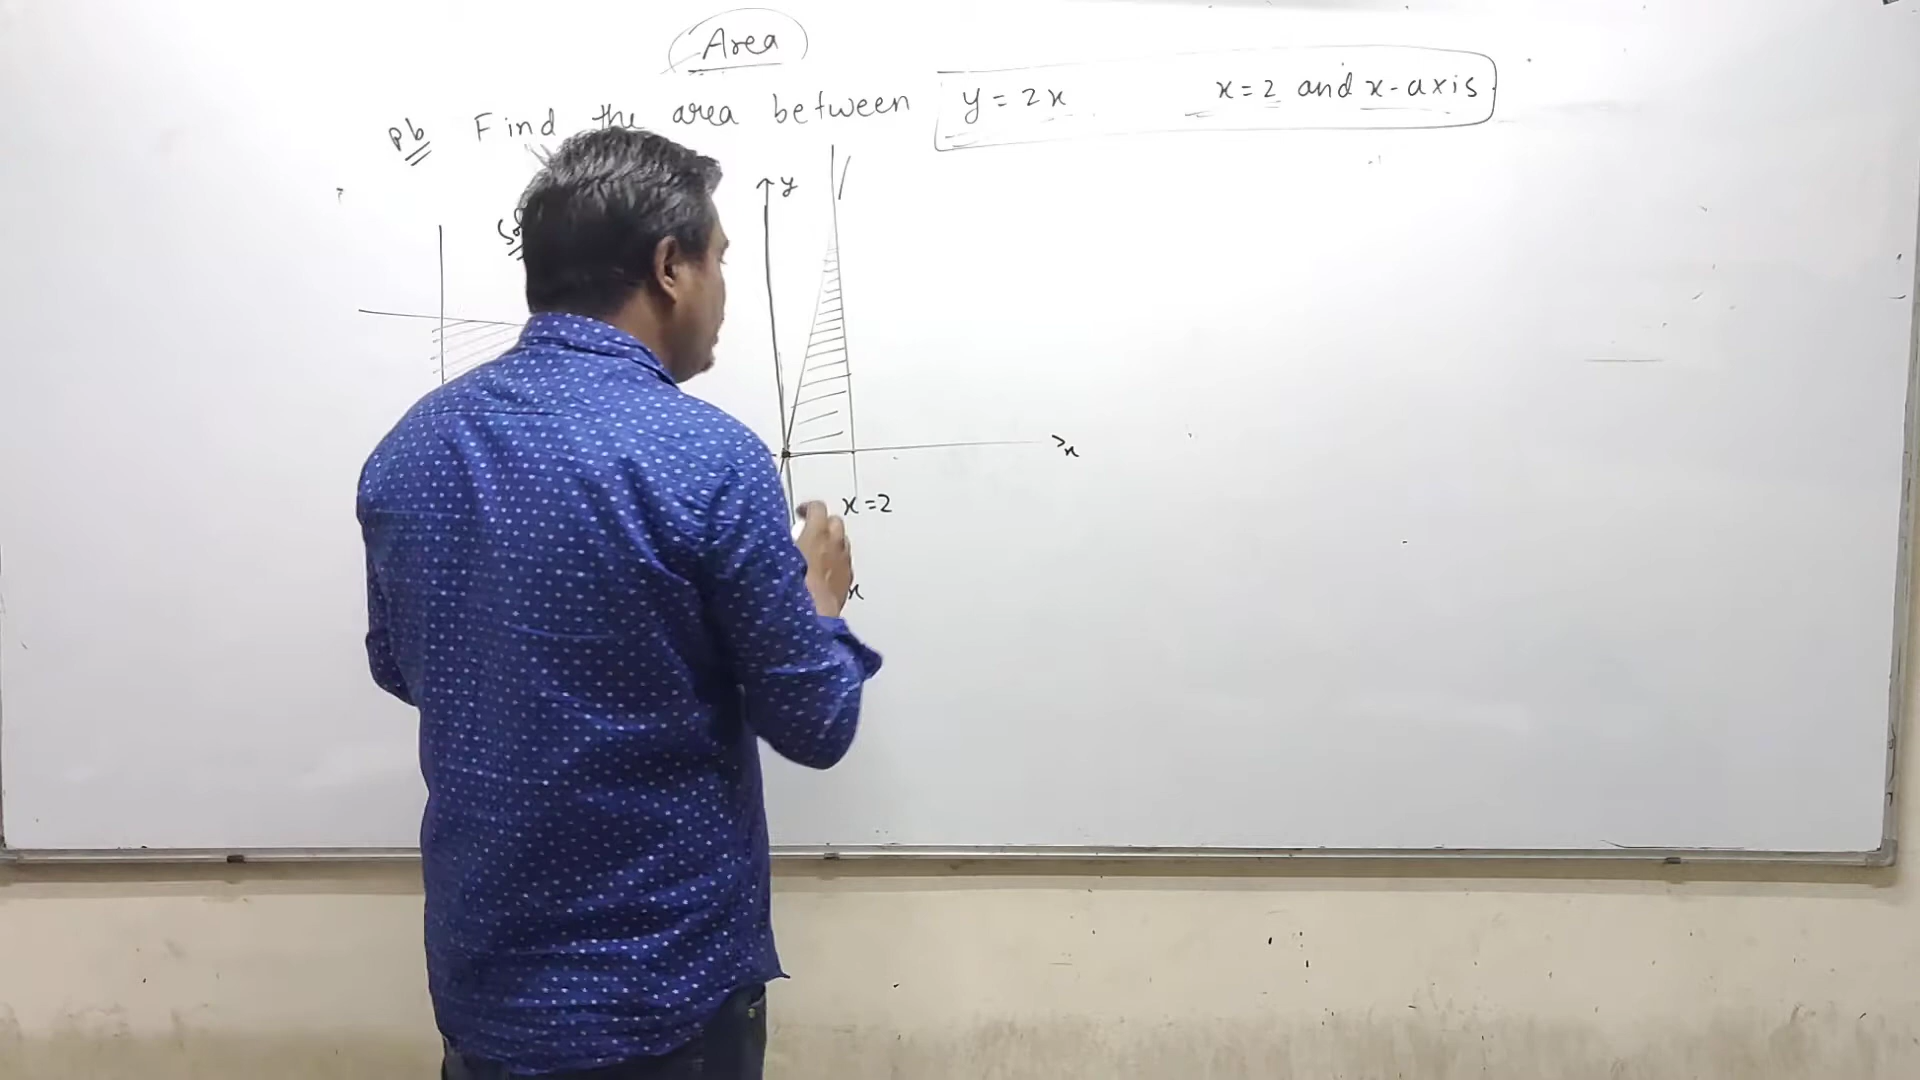 Area
Pb Find the area between y = 2x x = 2 and x-axis
y
x
x = 2
x